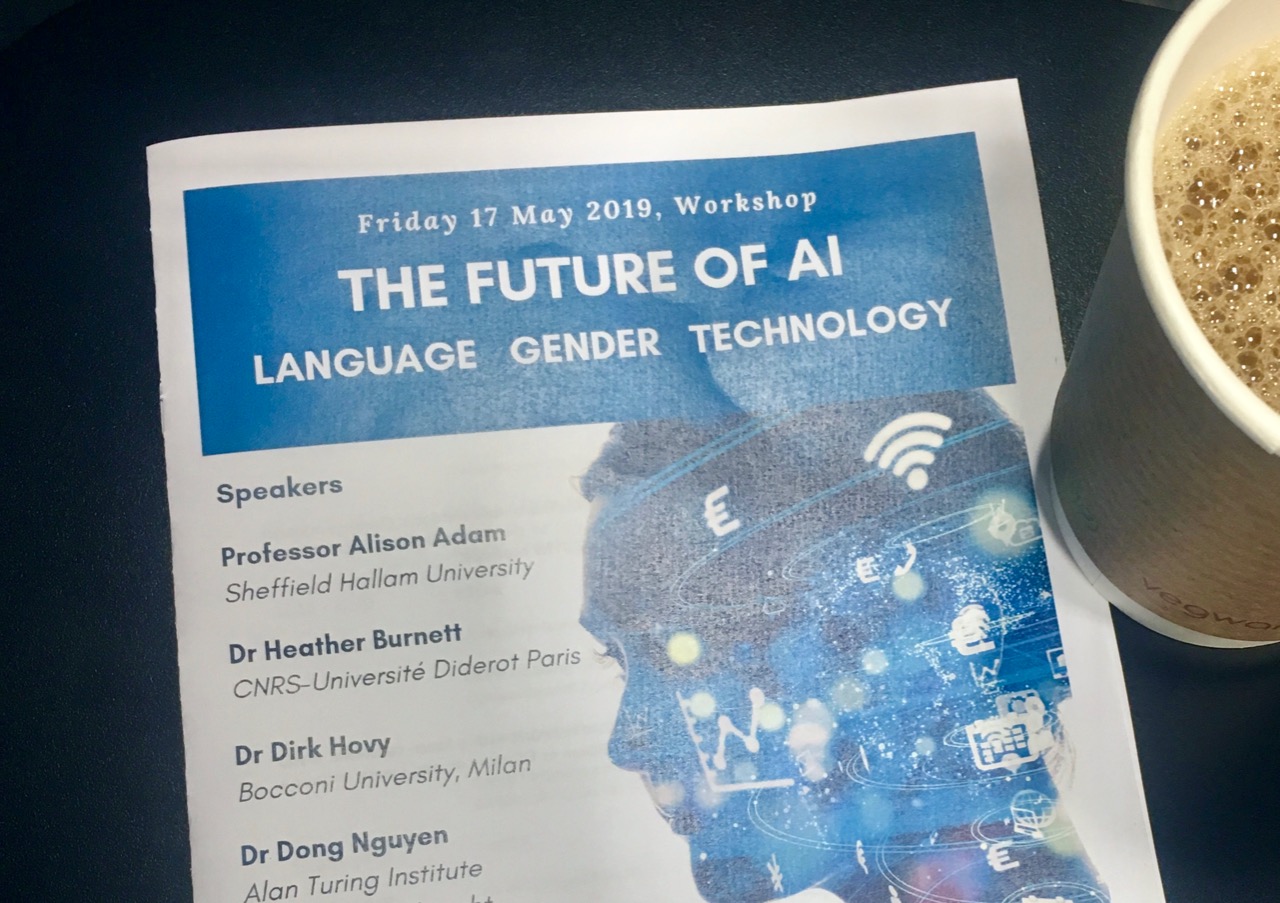 Friday 17 May 2019, Workshop
THE FUTURE OF AI
LANGUAGE GENDER TECHNOLOGY
Speakers
Professor Alison Adam
Sheffield Hallam University
Dr Heather Burnett
CNRS-Université Diderot Paris
Dr Dirk Hovy
Bocconi University, Milan
Dr Dong Nguyen
Alan Turing Institute